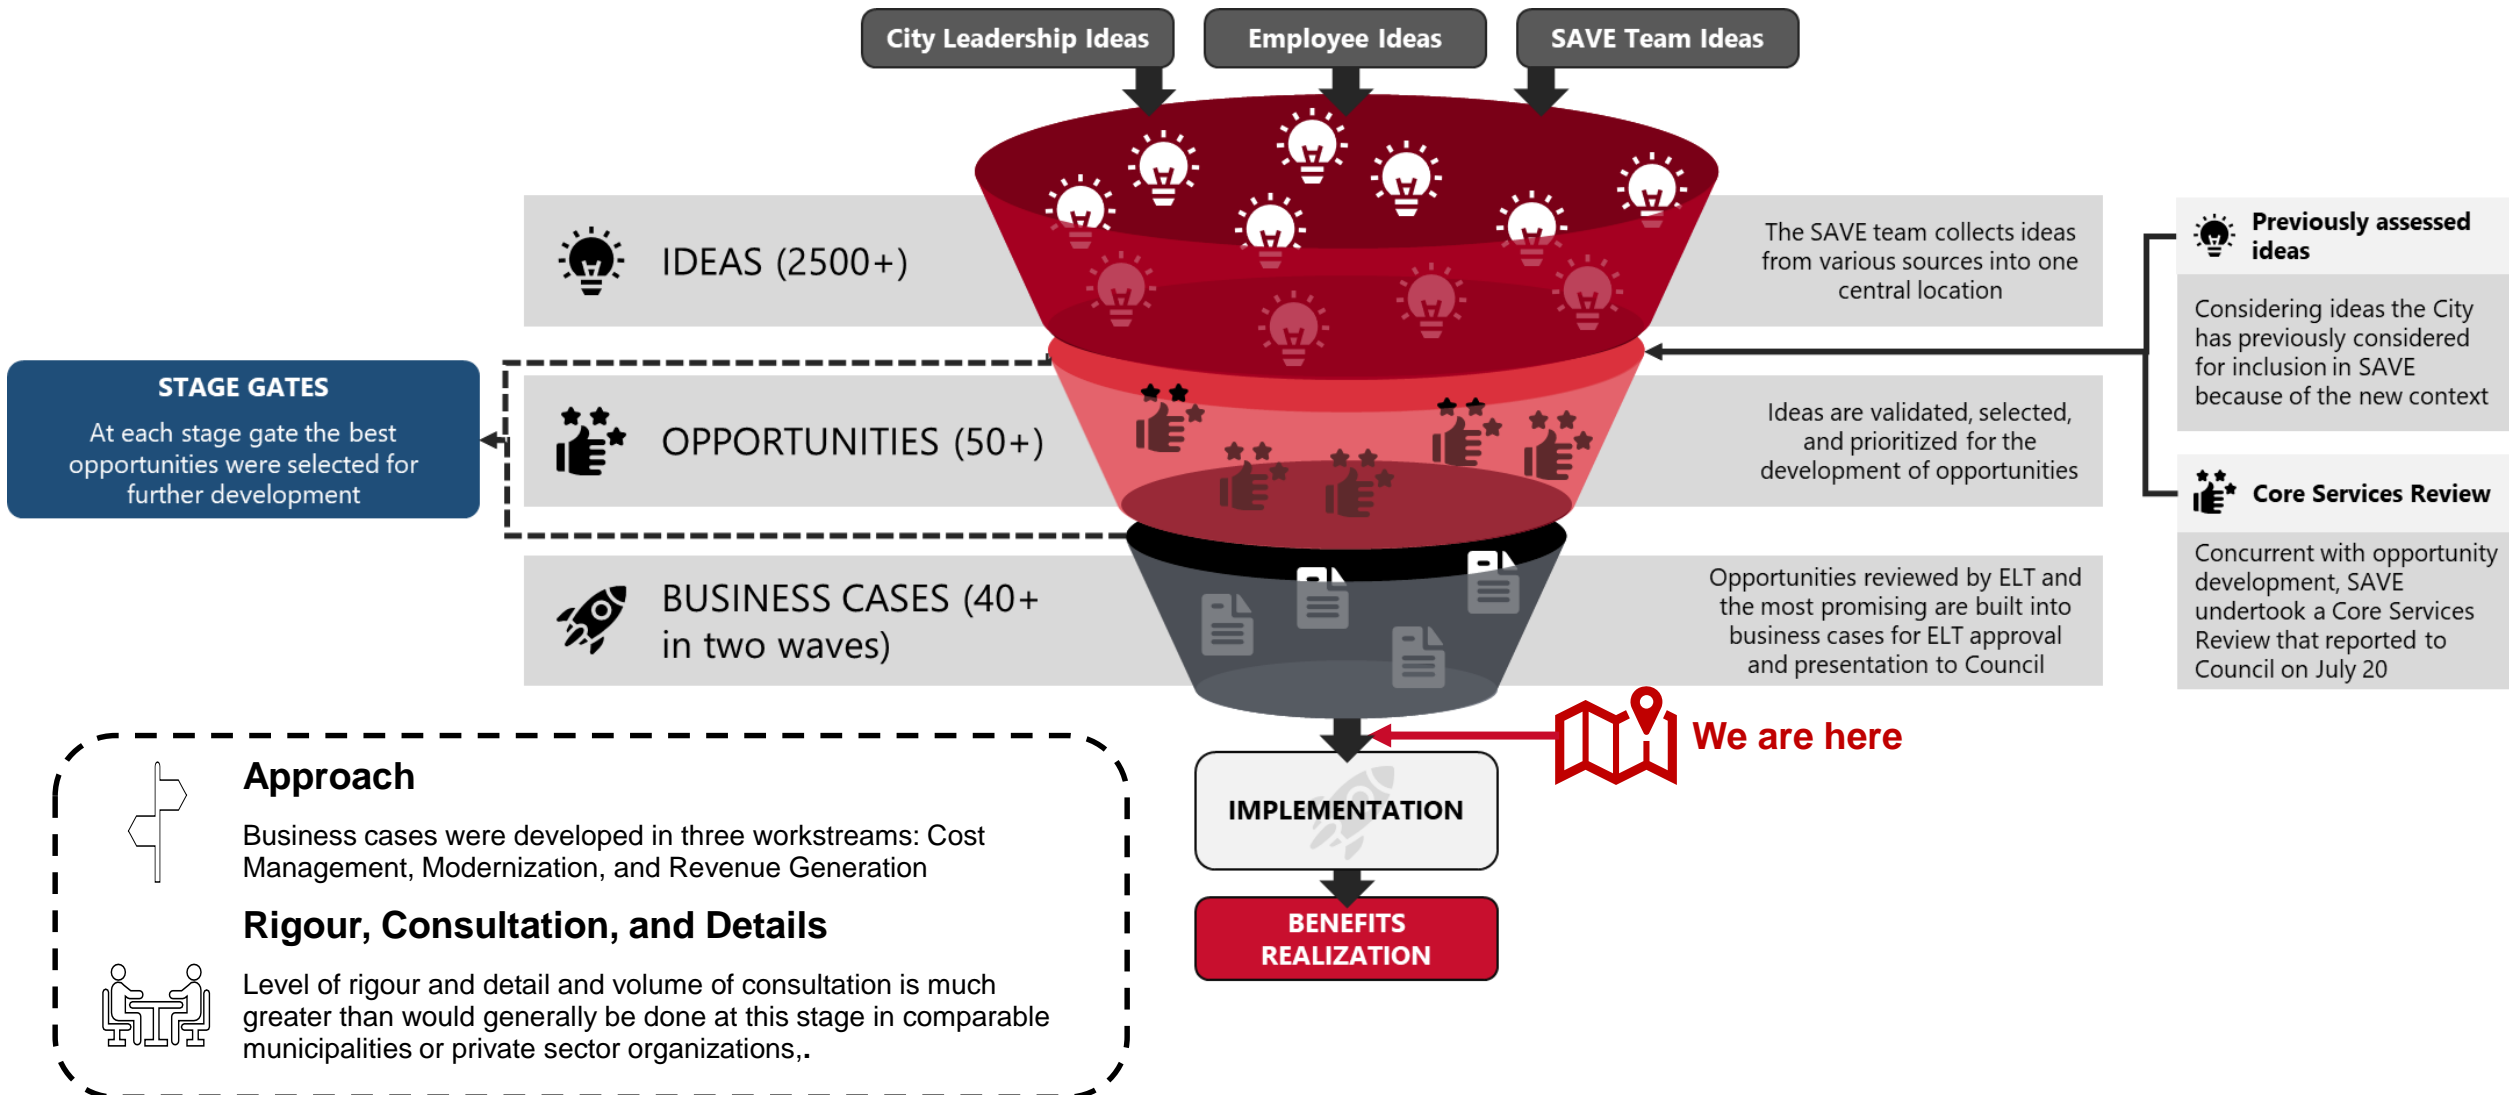 City Leadership Ideas
Employee Ideas
SAVE Team Ideas
IDEAS (2500+)
The SAVE team collects ideas
from various sources into one
central location
Previously assessed
ideas
Considering ideas the City
has previously considered
for inclusion in SAVE
because of the new context
STAGE GATES
At each stage gate the best
opportunities were selected for
further development
OPPORTUNITIES (50+)
Ideas are validated, selected,
and prioritized for the
development of opportunities
Core Services Review
Concurrent with opportunity
development, SAVE
undertook a Core Services
Review that reported to
Council on July 20
BUSINESS CASES (40+
in two waves)
Opportunities reviewed by ELT and
the most promising are built into
business cases for ELT approval
and presentation to Council
We are here
IMPLEMENTATION
BENEFITS
REALIZATION
Approach
Business cases were developed in three workstreams: Cost
Management, Modernization, and Revenue Generation
Rigour, Consultation, and Details
Level of rigour and detail and volume of consultation is much
greater than would generally be done at this stage in comparable
municipalities or private sector organizations,.